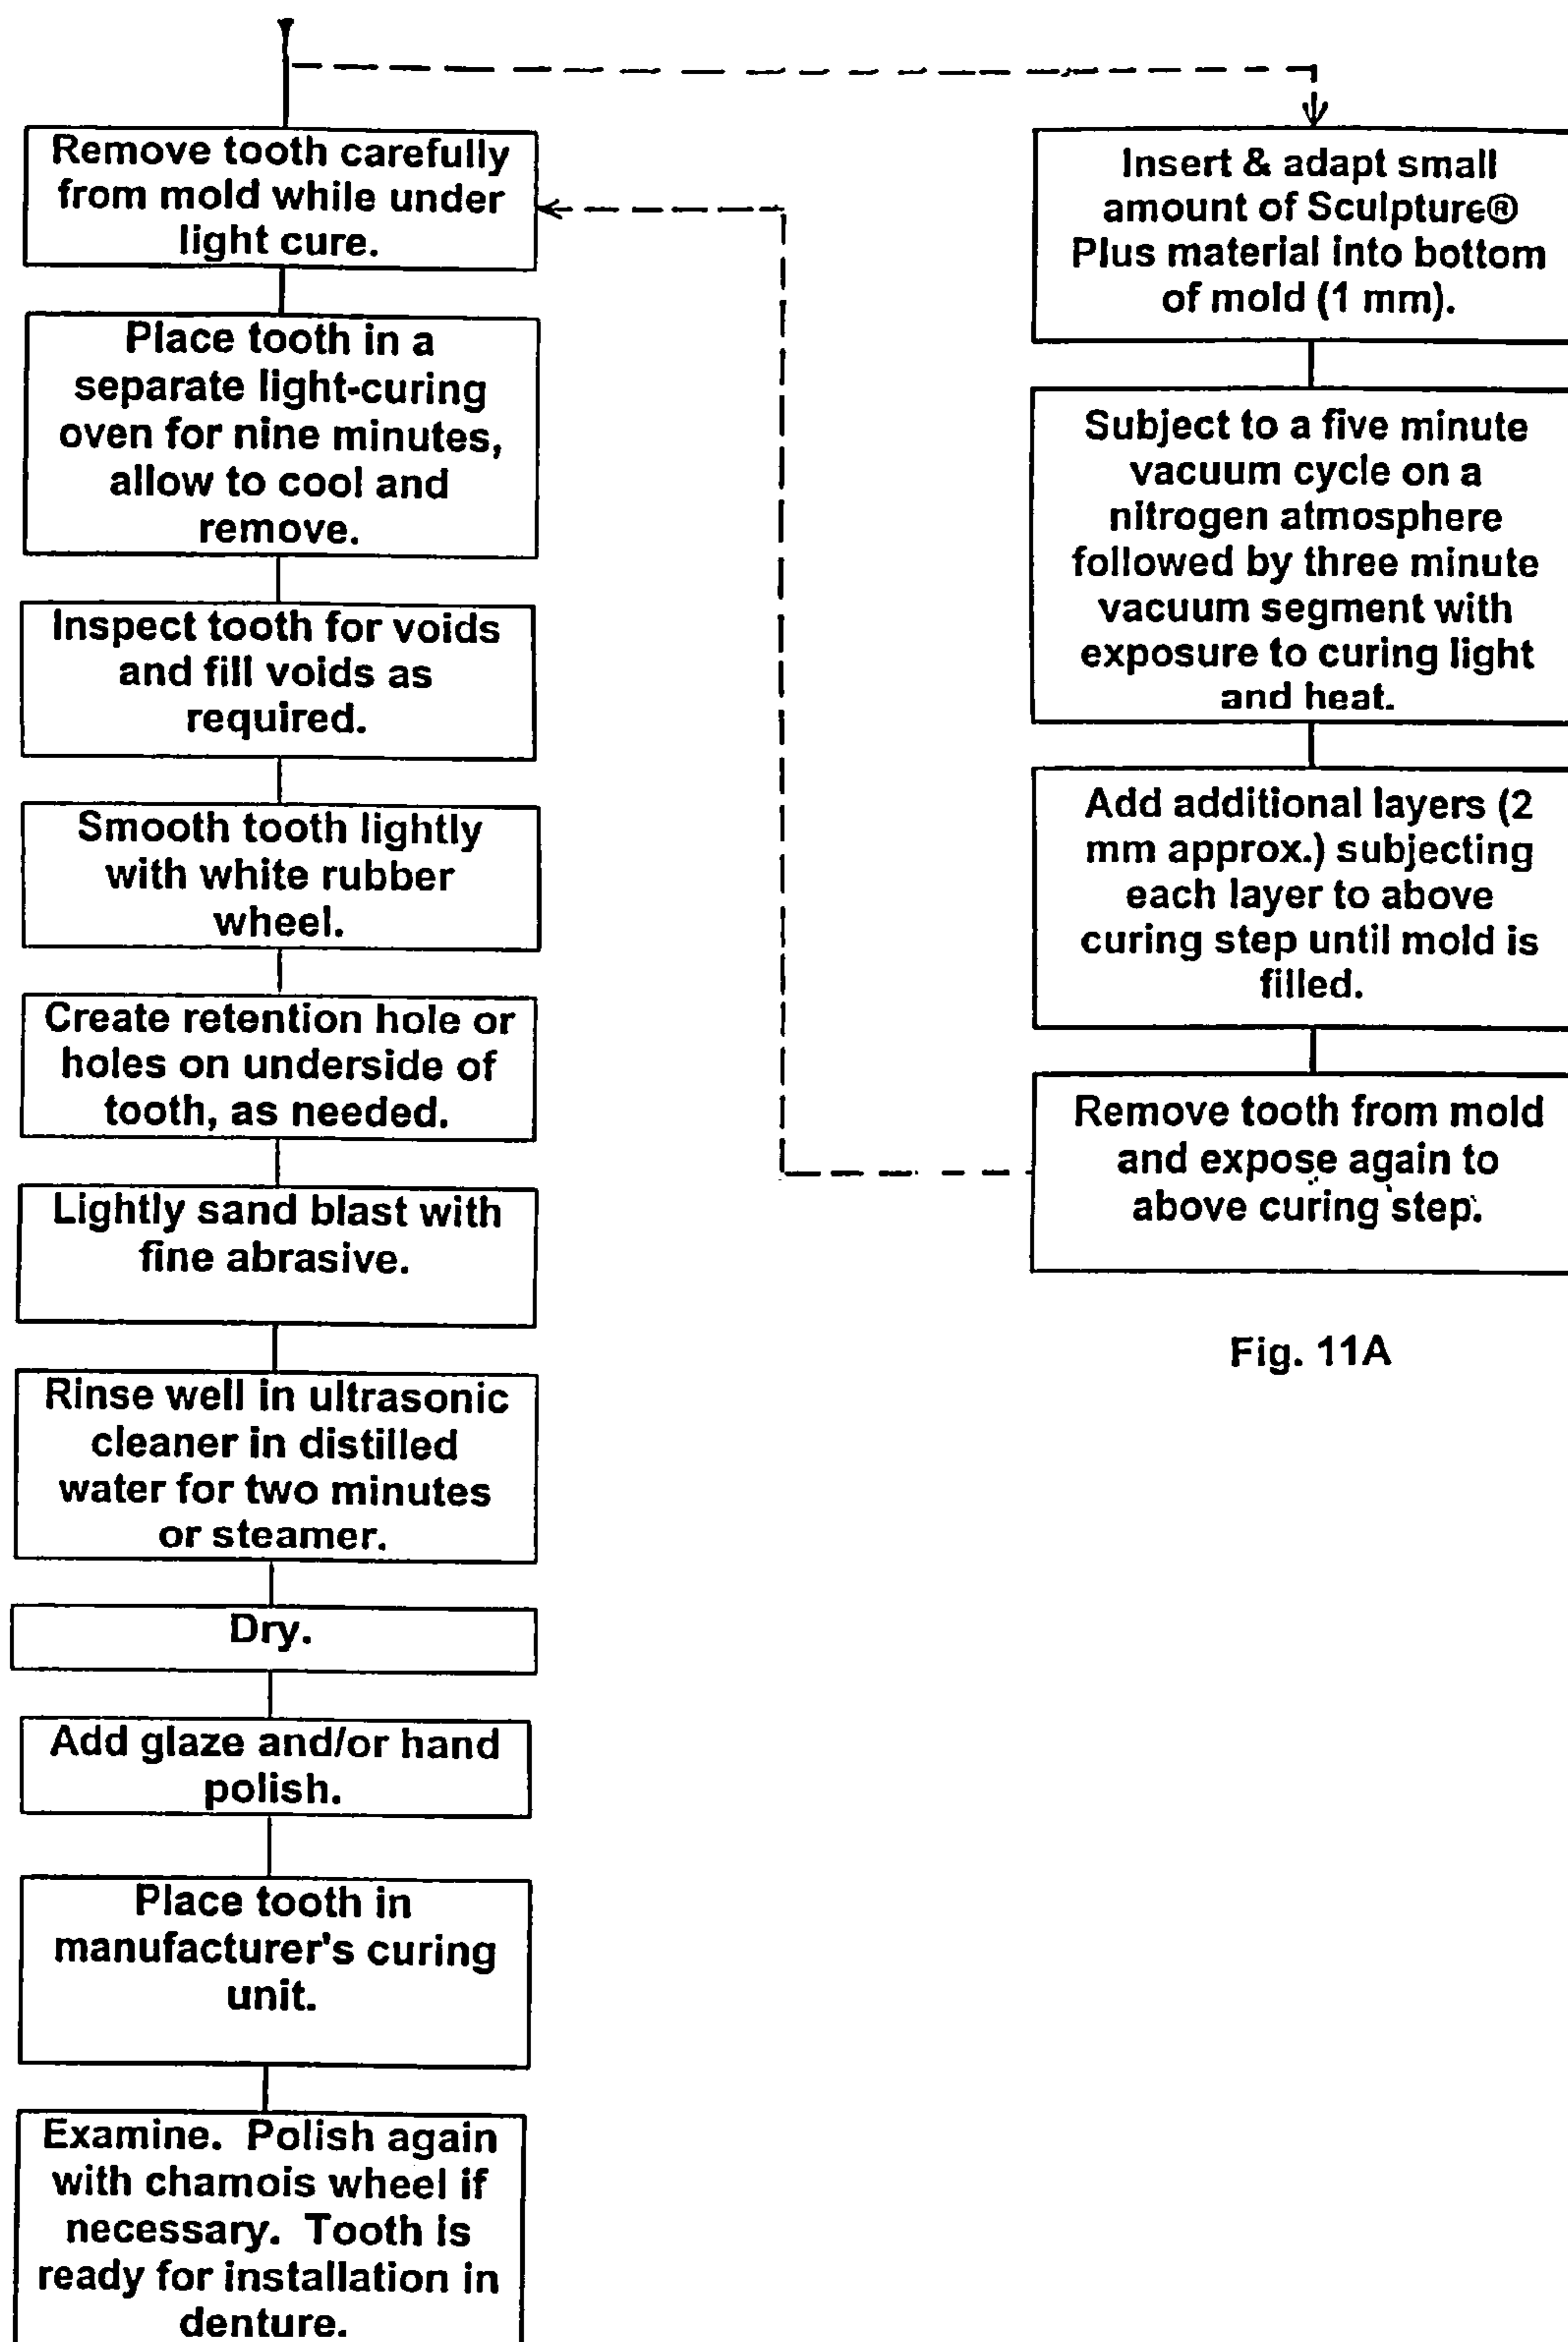 Remove tooth carefully
from mold while under
light cure.
Place tooth in a
separate light-curing
oven for nine minutes,
allow to cool and
remove.
Inspect tooth for voids
and fill voids as
required.
Smooth tooth lightly
with white rubber
wheel.
Create retention hole or
holes on underside of
tooth, as needed.
Lightly sand blast with
fine abrasive.
Rinse well in ultrasonic
cleaner in distilled
water for two minutes
or steamer.
Dry.
Add glaze and/or hand
polish.
Place tooth in
manufacturer's curing
unit.
Examine. Polish again
with chamois wheel if
necessary. Tooth is
ready for installation in
denture.
Insert & adapt small
amount of Sculpture®
Plus material into bottom
of mold (1 mm).
Subject to a five minute
vacuum cycle on a
nitrogen atmosphere
followed by three minute
vacuum segment with
exposure to curing light
and heat.
Add additional layers (2
mm approx.) subjecting
each layer to above
curing step until mold is
filled.
Remove tooth from mold
and expose again to
above curing step.
Fig. 11A